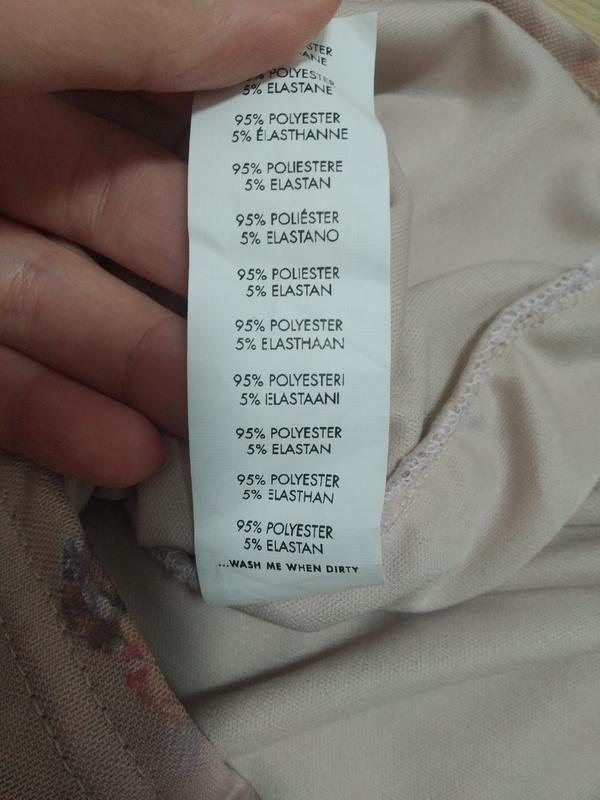 95% POLYESTER
5% ELASTANE
95% POLYESTER
5% ÉLASTHANNE
95% POLIESTERE
5% ELASTAN
95% POLIÉSTER
5% ELASTANO
95% POLIESTER
5% ELASTAN
95% POLYESTER
5% ELASTHAAN
95% POLYESTERI
5% ELASTAANI
95% POLYESTER
5% ELASTAN
95% POLYESTER
5% ELASTHAN
95% POLYESTER
5% ELASTAN
...WASH ME WHEN DIRTY